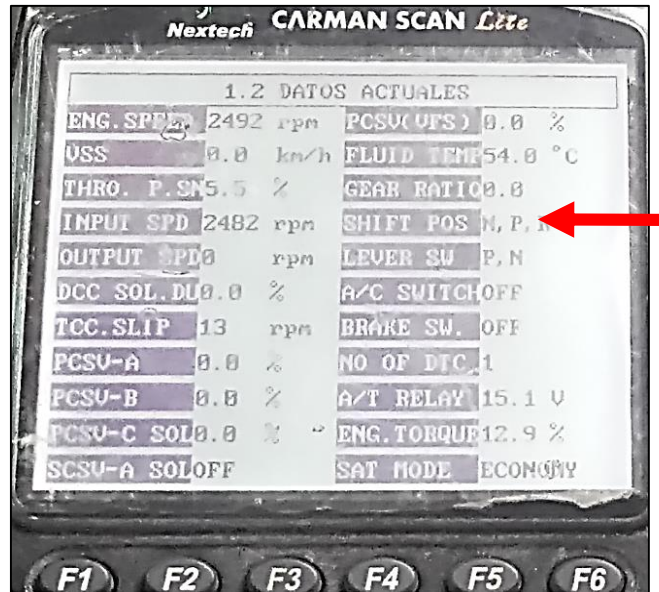 Nextech CARMAN SCAN Lite
1.2 DATOS ACTUALES
ENG.SPEED 2492 rpm PCSV(VFS) 0.0 %
VSS 0.0 km/h FLUID TEMP 54.0 °C
THRO. P.SN 5.5 % GEAR RATIO 0.0
INPUT SPD 2482 rpm SHIFT POS N,P,
OUTPUT SPD 0 rpm LEVER SW P,N
DCC SOL.DU 0.0 % A/C SWITCH OFF
TCC.SLIP 13 rpm BRAKE SW. OFF
PCSV-A 0.0 % NO OF DTC 1
PCSV-B 0.0 % A/T RELAY 15.1 V
PCSV-C SOL 0.0 % ENG.TORQUE 12.9 %
SCSV-A SOL OFF SAT MODE ECONOMY
F1 F2 F3 F4 F5 F6